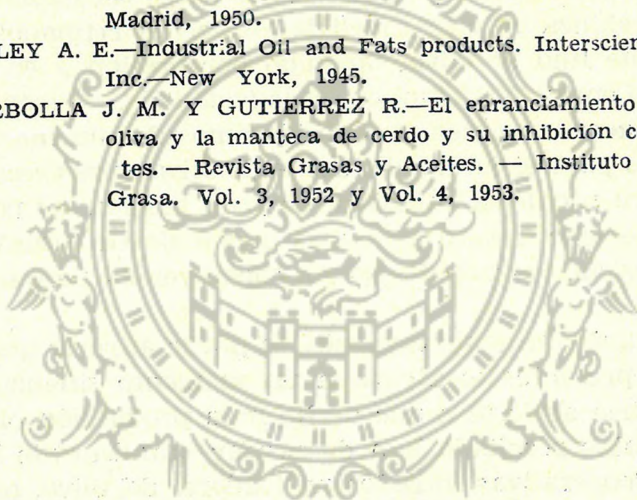 Madrid, 1950.
LEY A. E.—Industrial Oil and Fats products. Interscien
Inc.—New York, 1945.
BOLLA J. M. Y GUTIERREZ R.—El enranciamiento
oliva y la manteca de cerdo y su inhibición c
tes. — Revista Grasas y Aceites. — Instituto
Grasa. Vol. 3, 1952 y Vol. 4, 1953.